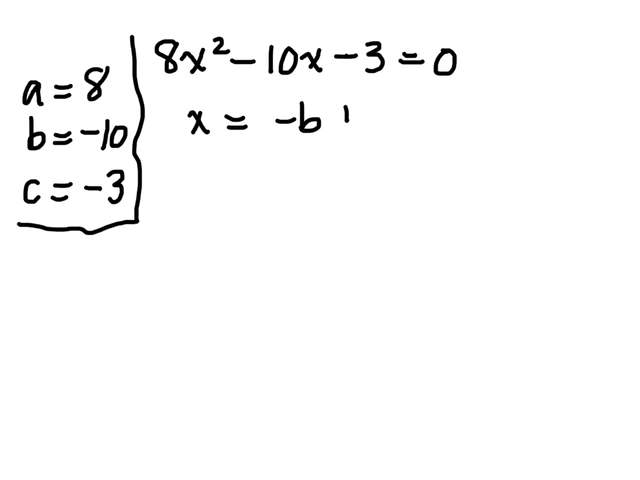 8x² - 10x - 3 = 0
a = 8
x = -b
b = -10
c = -3